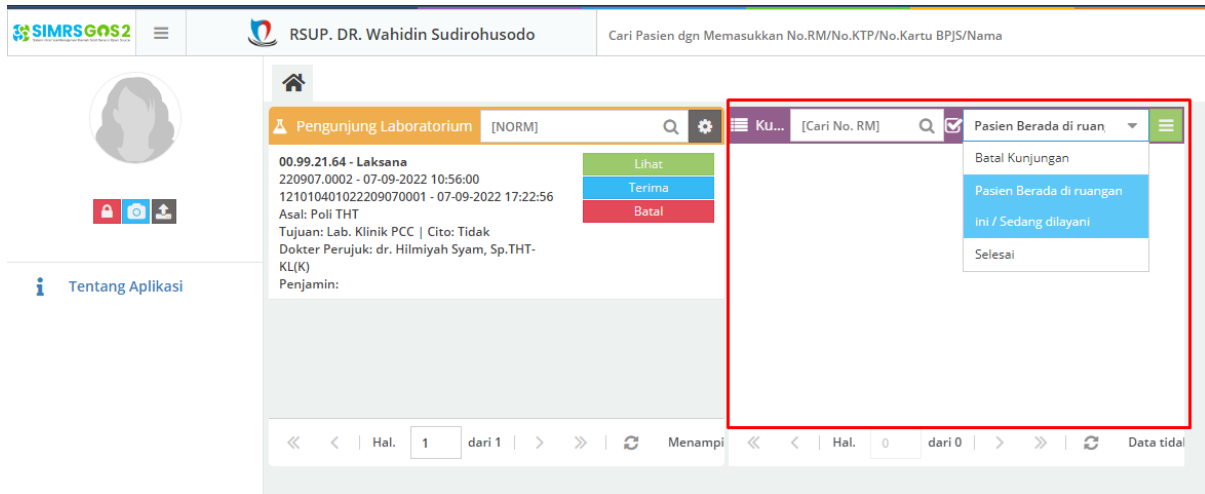 SIMRSGOS2
RSUP. DR. Wahidin Sudirohusodo
Cari Pasien dgn Memasukkan No.RM/No.KTP/No.Kartu BPJS/Nama
Tentang Aplikasi
Pengunjung Laboratorium [NORM]
00.99.21.64 - Laksana
220907.0002 - 07-09-2022 10:56:00
121010401022209070001 - 07-09-2022 17:22:56
Asal: Poli THT
Tujuan: Lab. Klinik PCC | Cito: Tidak
Dokter Perujuk: dr. Hilmiyah Syam, Sp.THT-
KL(K)
Penjamin:
Lihat
Terima
Batal
Hal. 1 dari 1 Menampi
Ku... [Cari No. RM] Pasien Berada di ruan
Batal Kunjungan
Pasien Berada di ruangan
ini / Sedang dilayani
Selesai
Hal. 0 dari 0 Data tidal